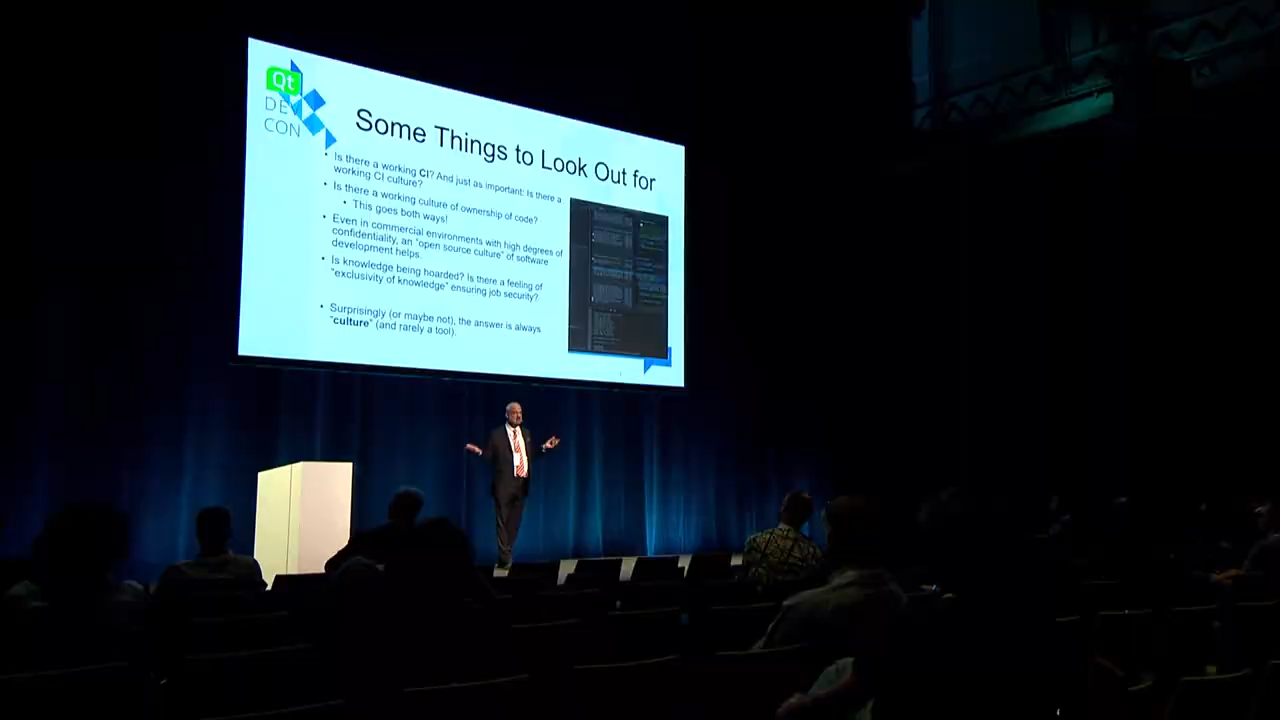 Qt
DEV
CON
Some Things to Look Out for
• Is there a working CI? And just as important: Is there a
working CI culture?
• Is there a working culture of ownership of code?
• This goes both ways!
• Even in commercial environments with high degrees of
confidentiality, an "open source culture" of software
development helps.
• Is knowledge being hoarded? Is there a feeling of
"exclusivity of knowledge" ensuring job security?
• Surprisingly (or maybe not), the answer is always
"culture" (and rarely a tool).